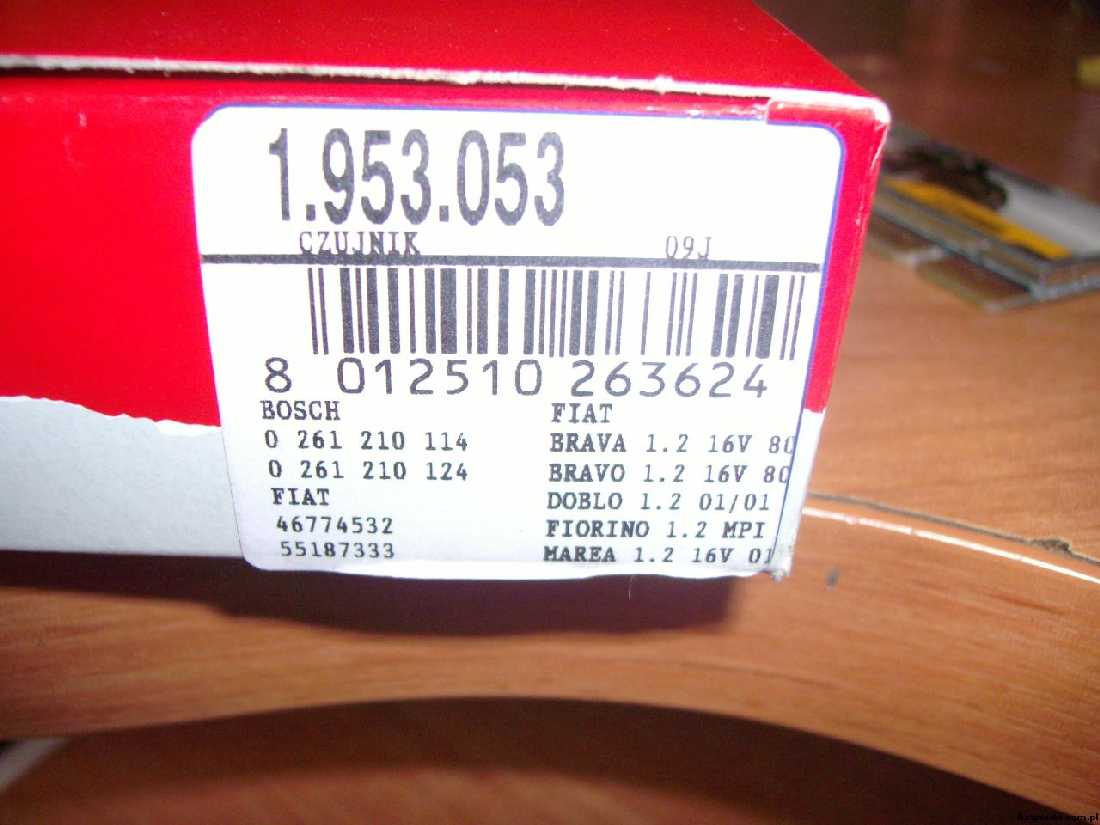 1.953.053
CZUJNIK 09J
8 012510 263624
BOSCH
0 261 210 114
0 261 210 124
FIAT
46774532
55187333
FIAT
BRAVA 1.2 16V 80
BRAVO 1.2 16V 80
DOBLO 1.2 01/01
FIORINO 1.2 MPI
MAREA 1.2 16V 01